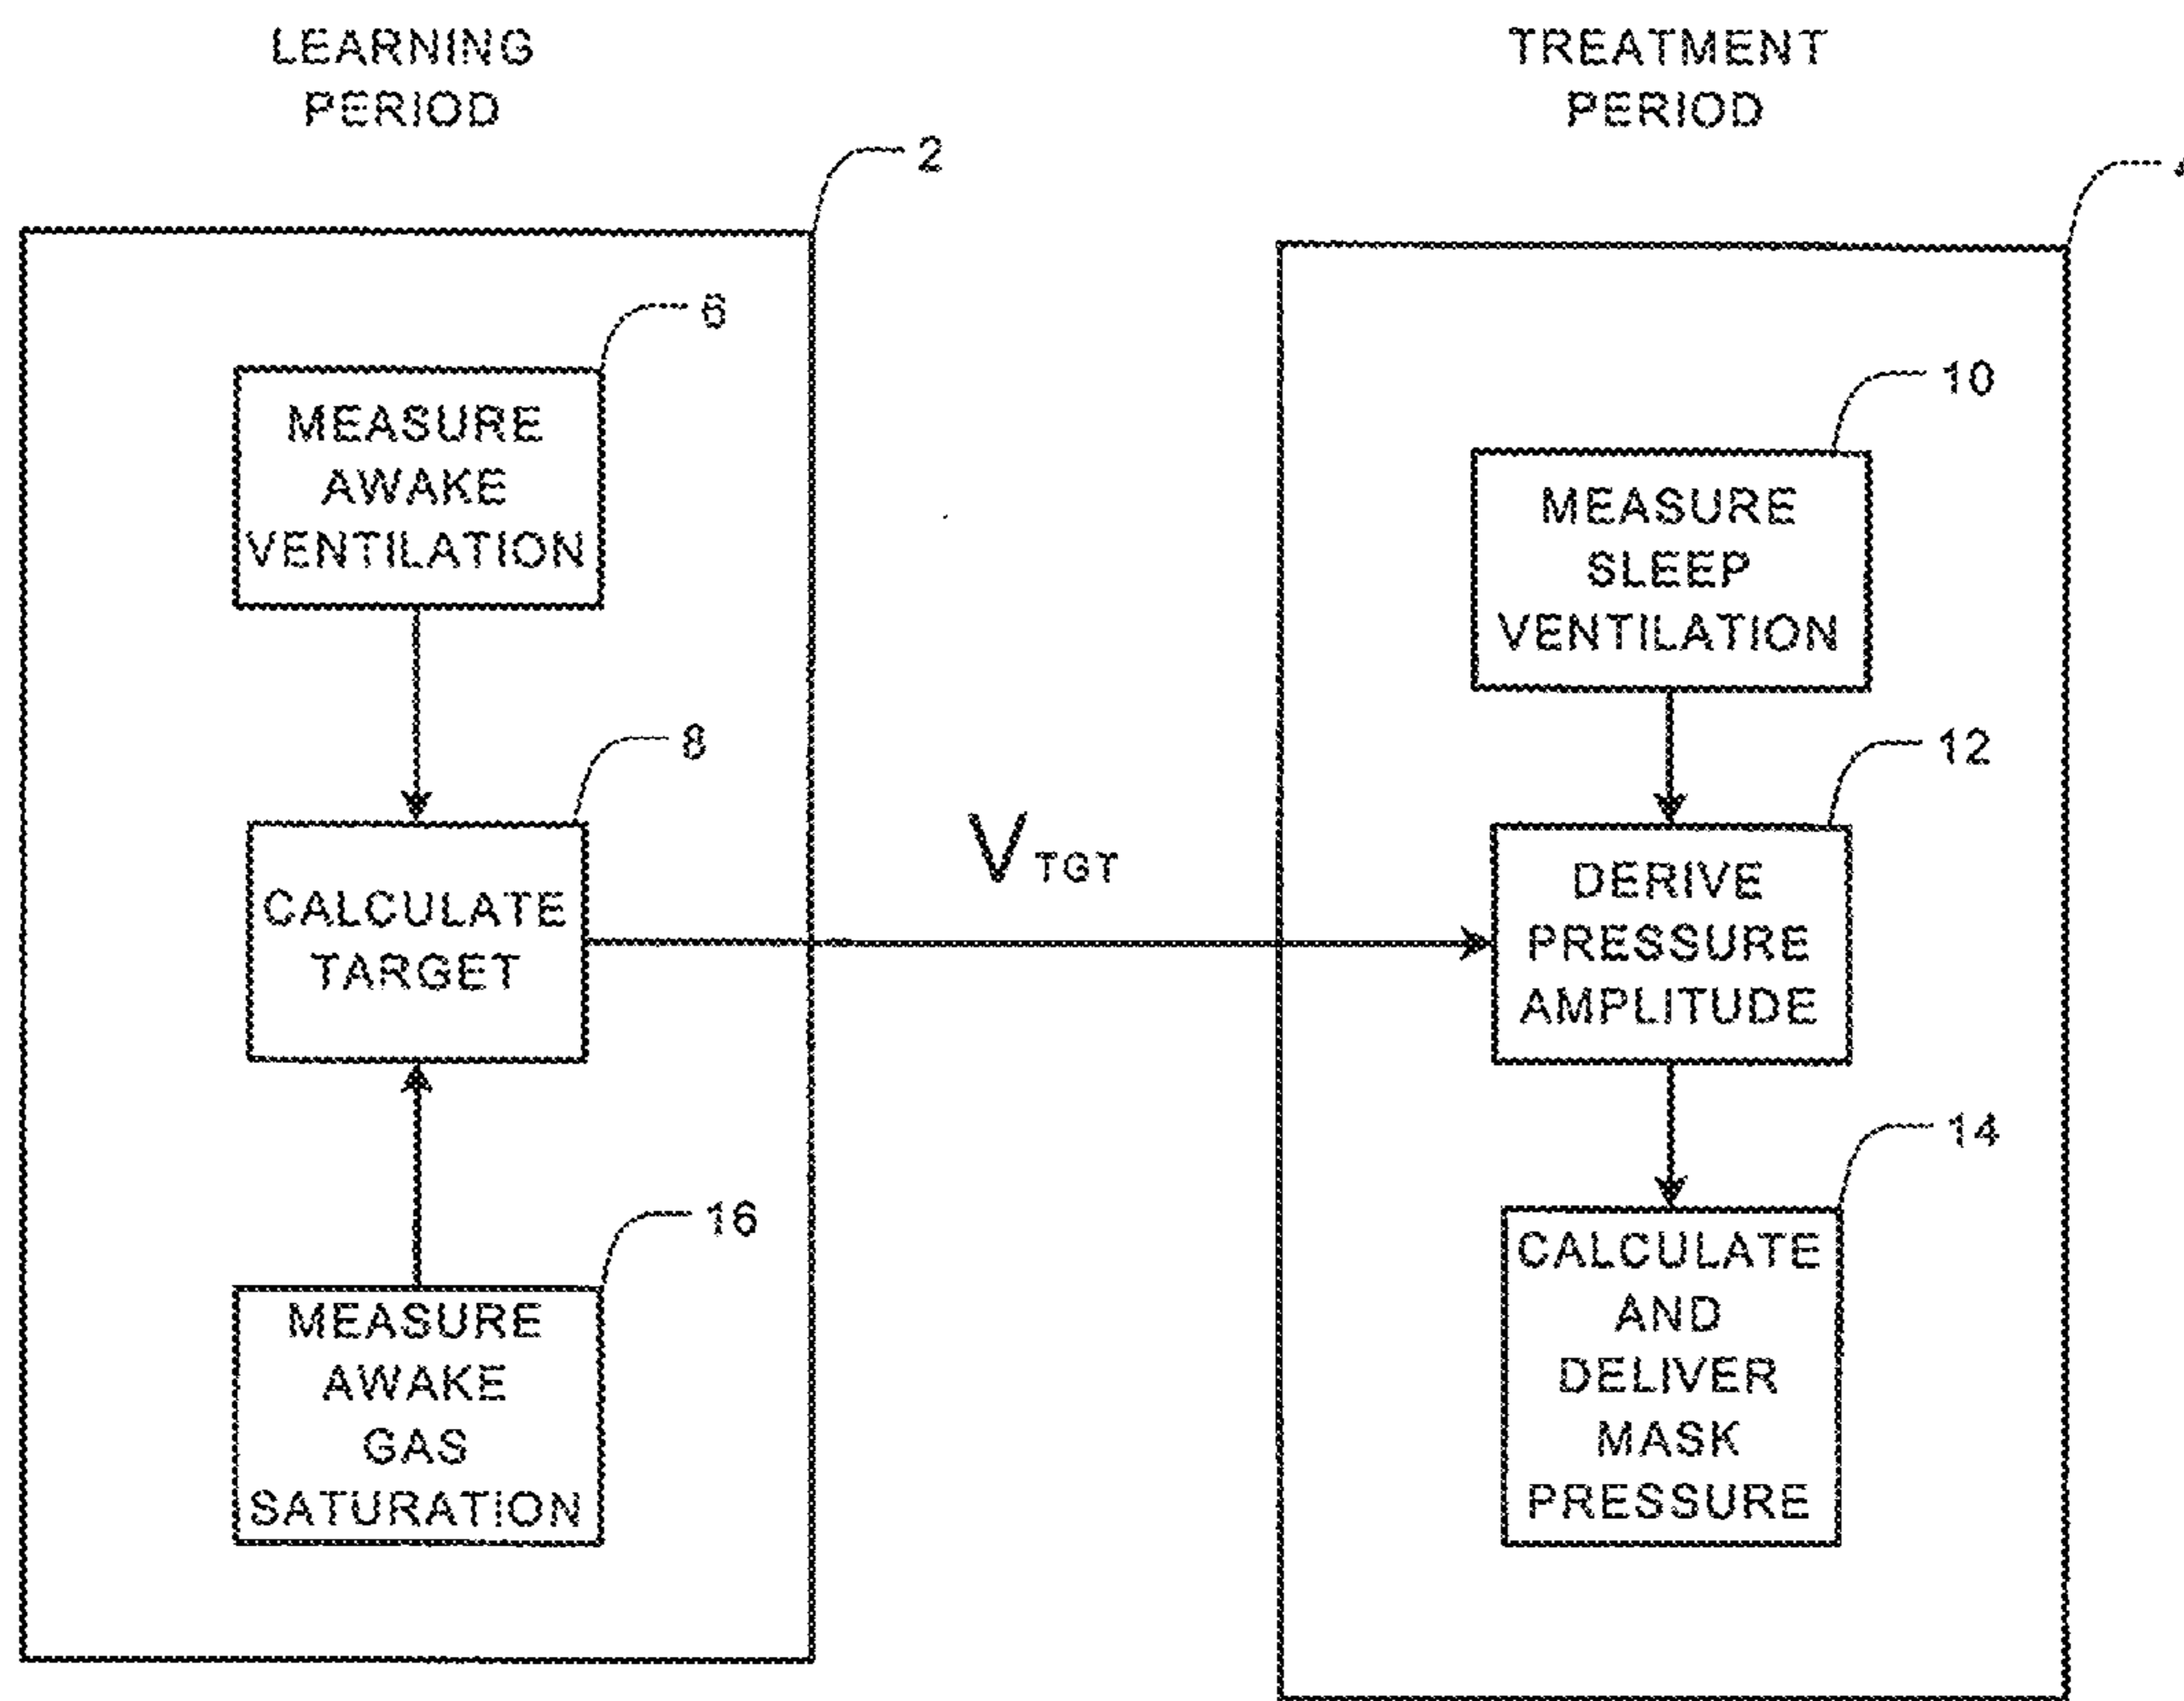 LEARNING
PERIOD
2
6
MEASURE
AWAKE
VENTILATION
8
CALCULATE
TARGET
16
MEASURE
AWAKE
GAS
SATURATION
V TGT
TREATMENT
PERIOD
10
MEASURE
SLEEP
VENTILATION
12
DERIVE
PRESSURE
AMPLITUDE
14
CALCULATE
AND
DELIVER
MASK
PRESSURE